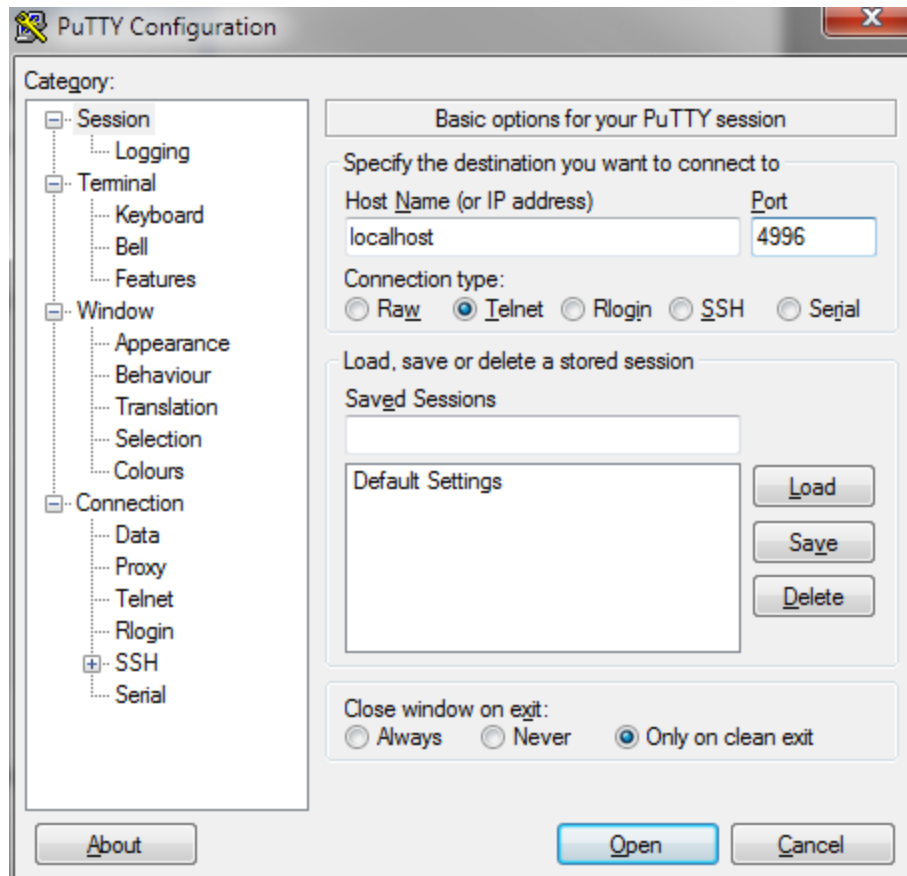 PuTTY Configuration
X
Category:
Session
Logging
Terminal
Keyboard
Bell
Features
Window
Appearance
Behaviour
Translation
Selection
Colours
Connection
Data
Proxy
Telnet
Rlogin
SSH
Serial
Basic options for your PuTTY session
Specify the destination you want to connect to
Host Name (or IP address) Port
localhost 4996
Connection type:
Raw Telnet Rlogin SSH Serial
Load, save or delete a stored session
Saved Sessions
Default Settings
Load
Save
Delete
Close window on exit:
Always Never Only on clean exit
About Open Cancel